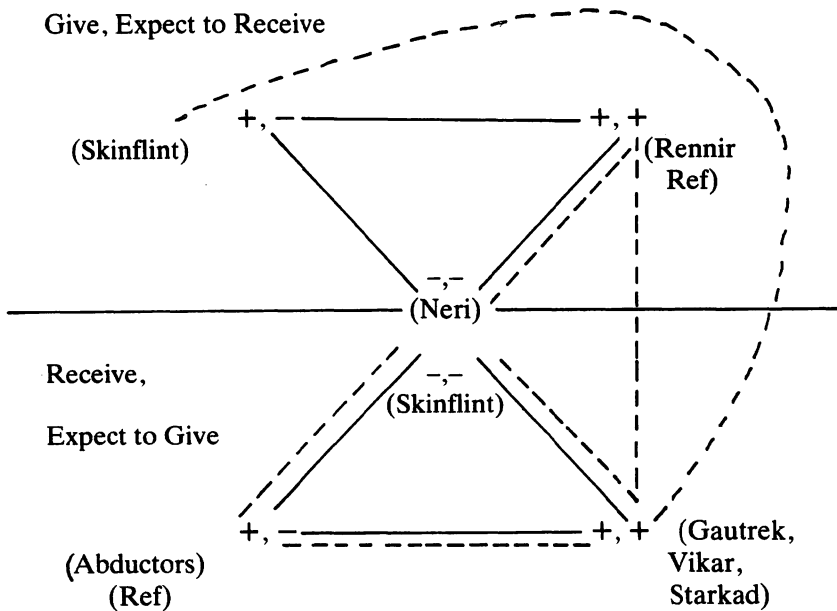 Give, Expect to Receive
+, – +, +
(Skinflint) (Rennir
Ref)
–,–
(Neri)
Receive,
–,–
(Skinflint)
Expect to Give
+, – +, + (Gautrek,
(Abductors) Vikar,
(Ref) Starkad)